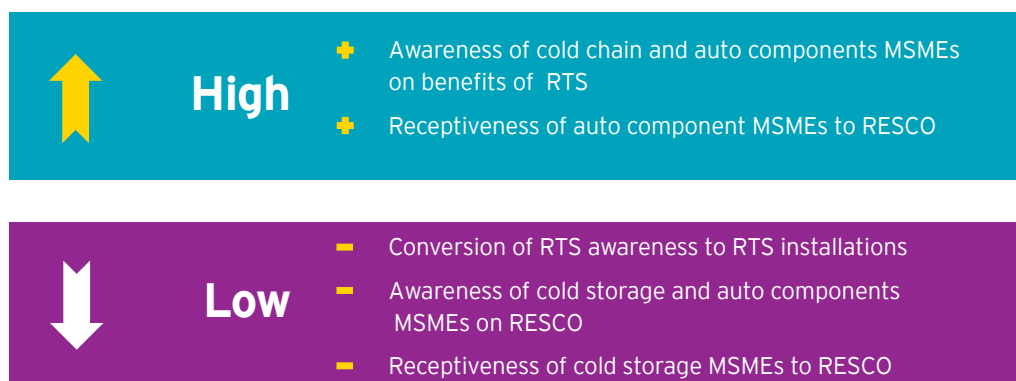 High
Awareness of cold chain and auto components MSMEs
on benefits of RTS
Receptiveness of auto component MSMEs to RESCO
Low
Conversion of RTS awareness to RTS installations
Awareness of cold storage and auto components
MSMEs on RESCO
Receptiveness of cold storage MSMEs to RESCO